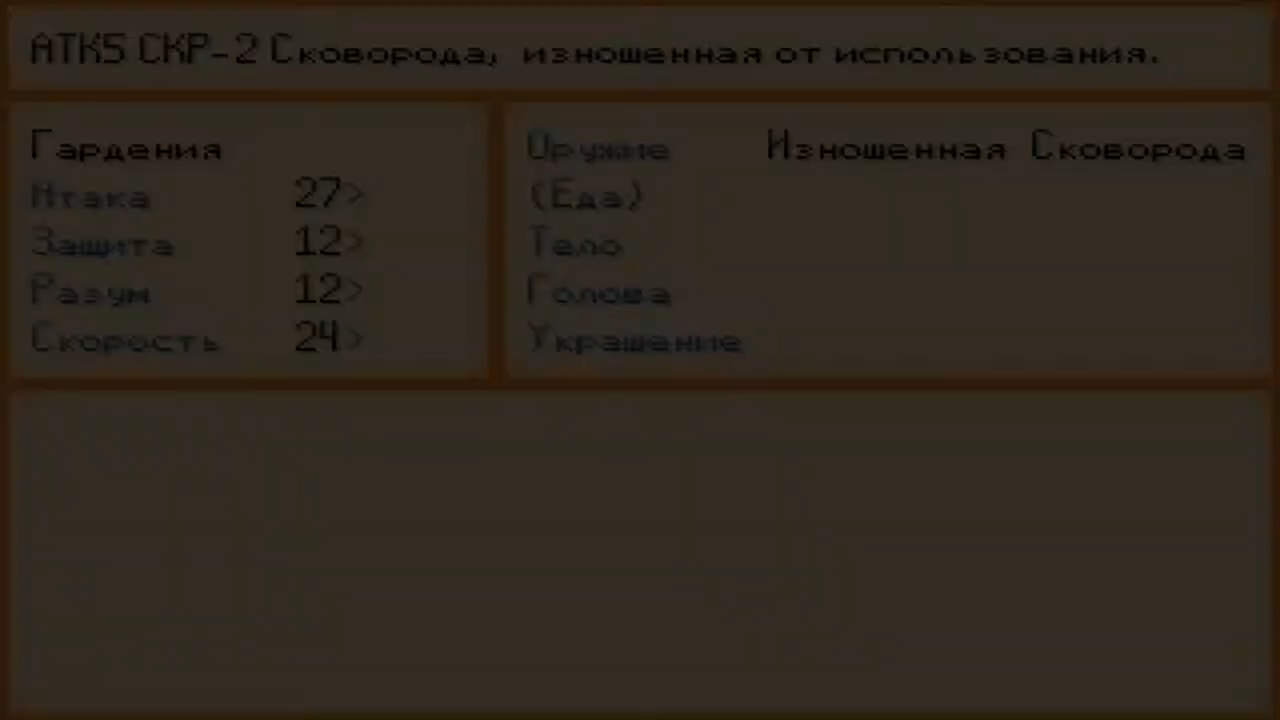 АТК5 СКР-2 Сковорода, изношенная от использования.
Гардения
Атака 27>
Защита 12>
Разум 12>
Скорость 24>
Оружие Изношенная Сковорода
(Еда)
Тело
Голова
Украшение